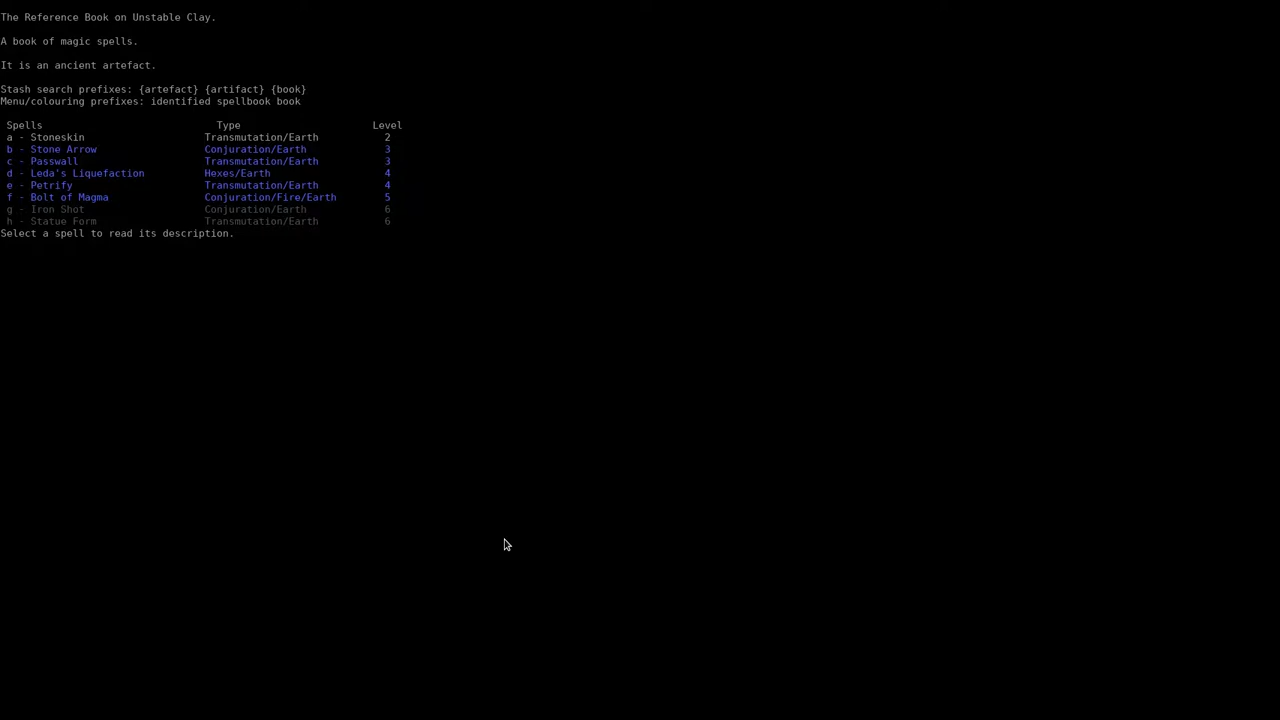 The Reference Book on Unstable Clay.
A book of magic spells.
It is an ancient artefact.
Stash search prefixes: {artefact} {artifact} {book}
Menu/colouring prefixes: identified spellbook book
Spells Type Level
a - Stoneskin Transmutation/Earth 2
b - Stone Arrow Conjuration/Earth 3
c - Passwall Transmutation/Earth 3
d - Leda's Liquefaction Hexes/Earth 4
e - Petrify Transmutation/Earth 4
f - Bolt of Magma Conjuration/Fire/Earth 5
g - Iron Shot Conjuration/Earth 6
h - Statue Form Transmutation/Earth 6
Select a spell to read its description.